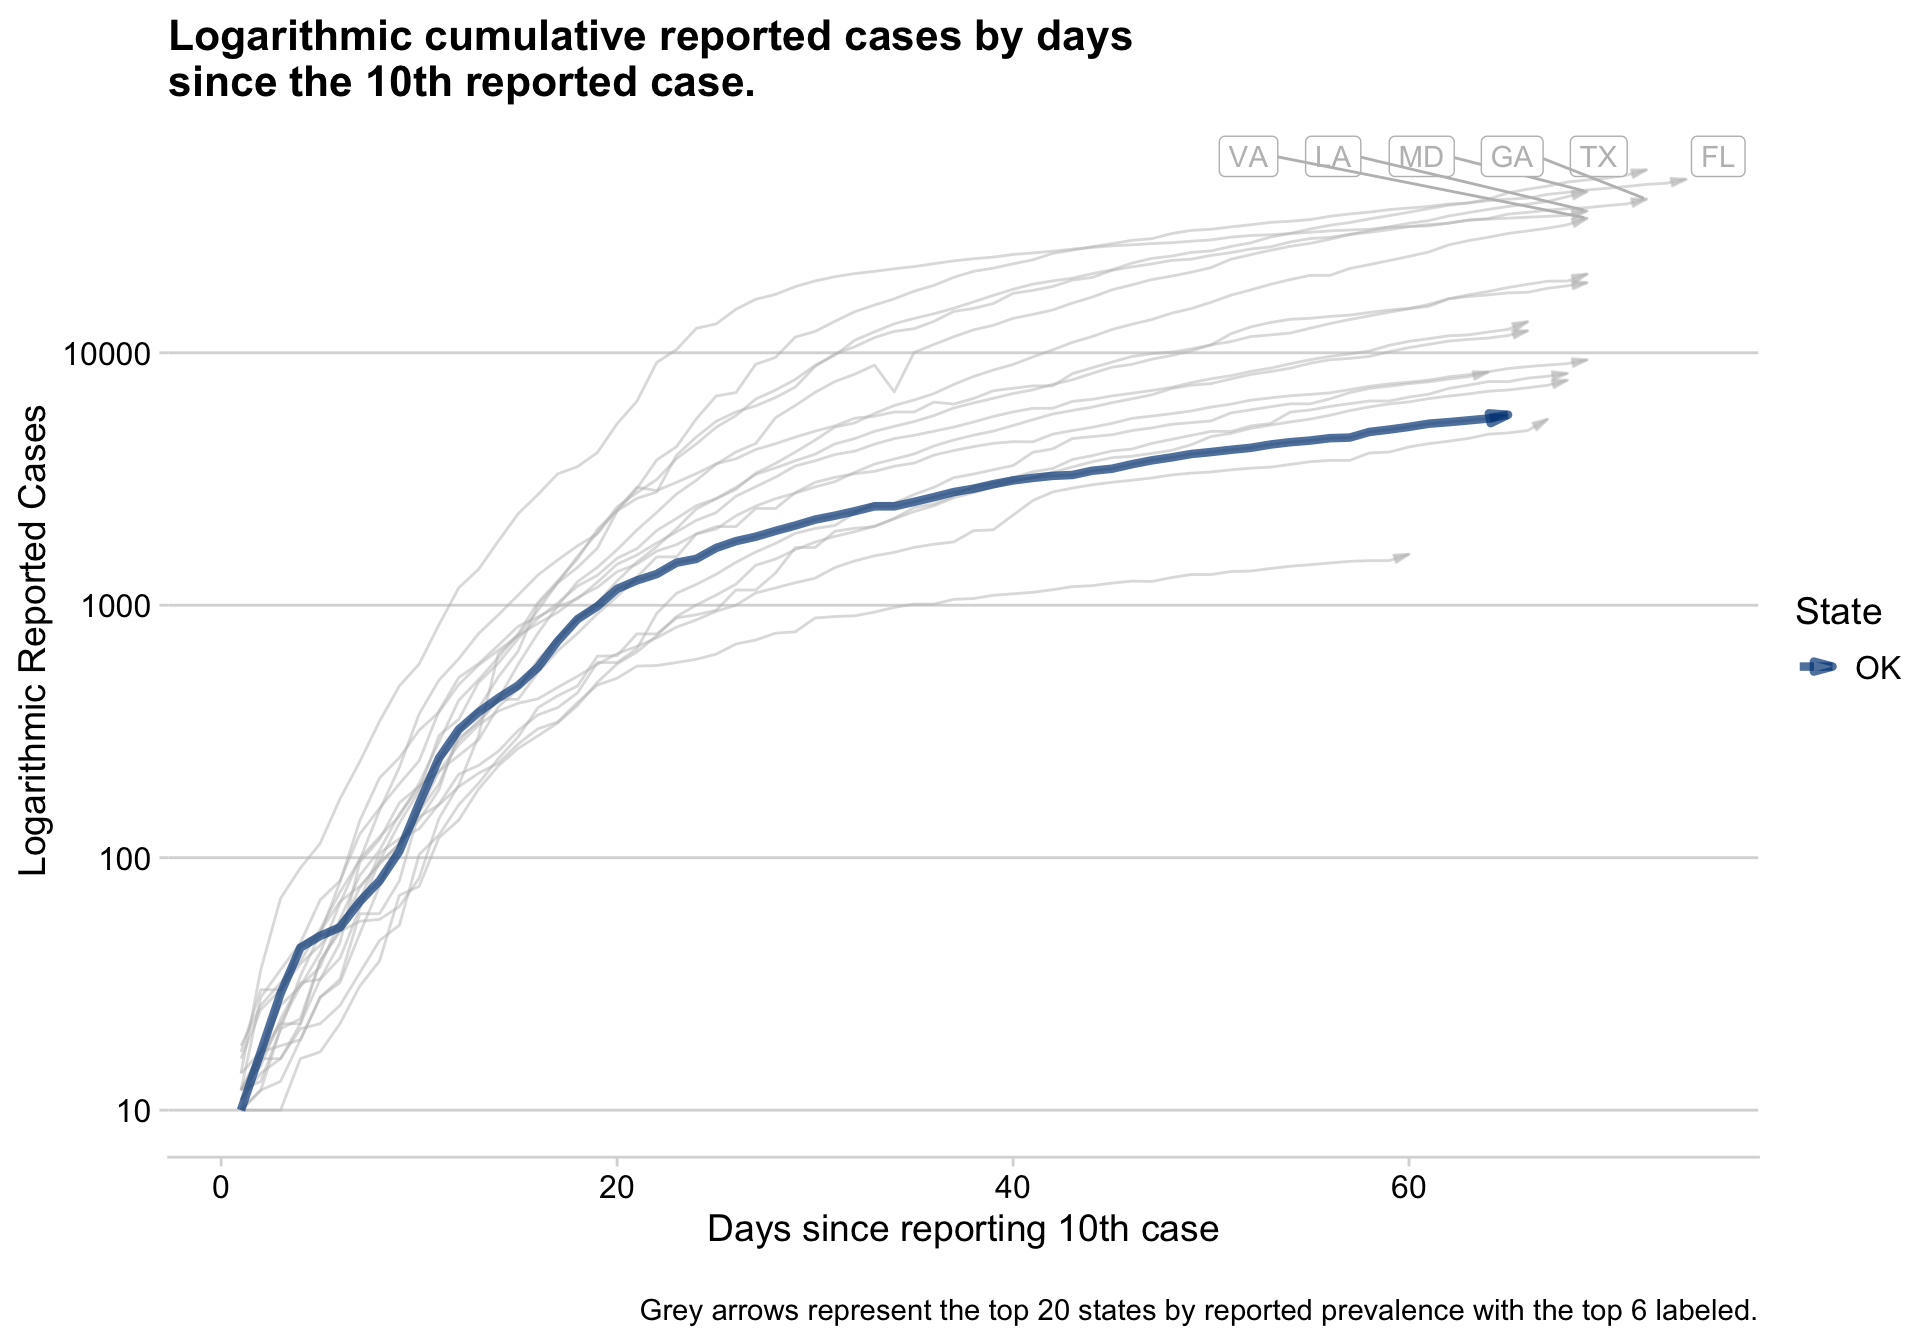 Logarithmic cumulative reported cases by days
since the 10th reported case.
VA LA MD GA TX FL
Logarithmic Reported Cases
10000
1000
100
10
0 20 40 60
Days since reporting 10th case
State
OK
Grey arrows represent the top 20 states by reported prevalence with the top 6 labeled.